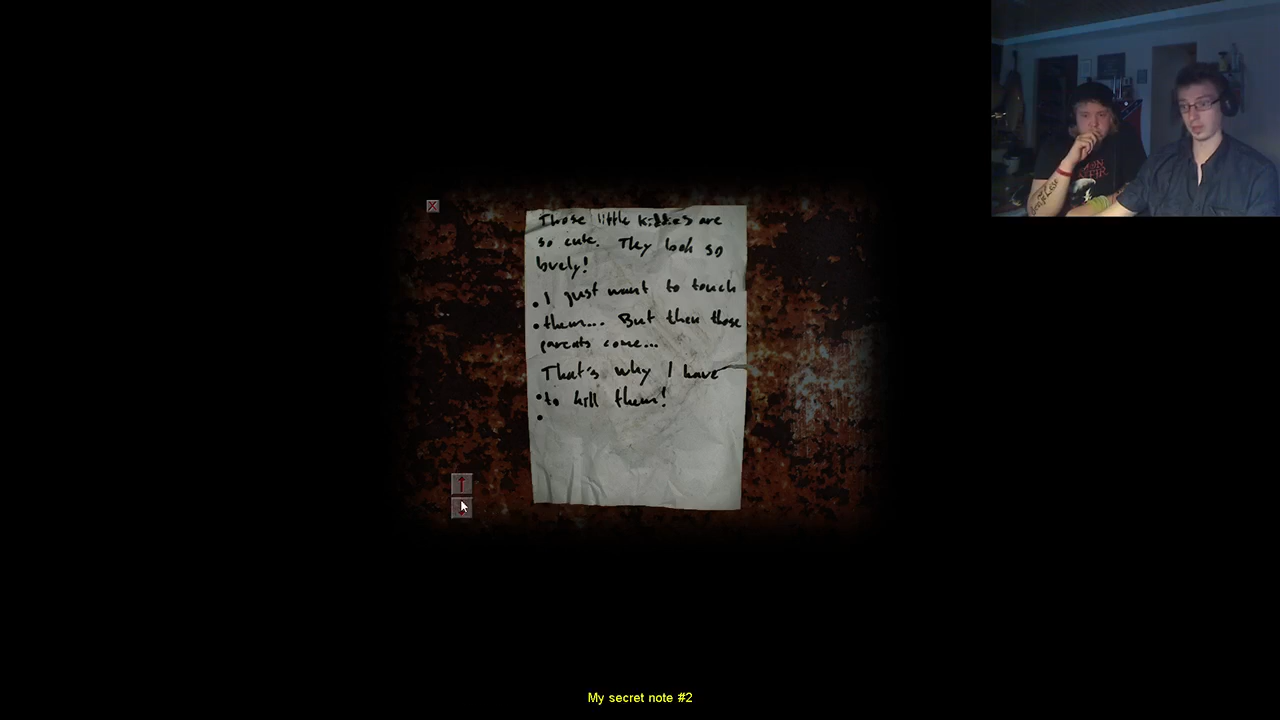 Those little are
so cute. They look so
lovely!
I just want to touch
them... But then those
parents come...
That's why I have
to kill them!
My secret note #2